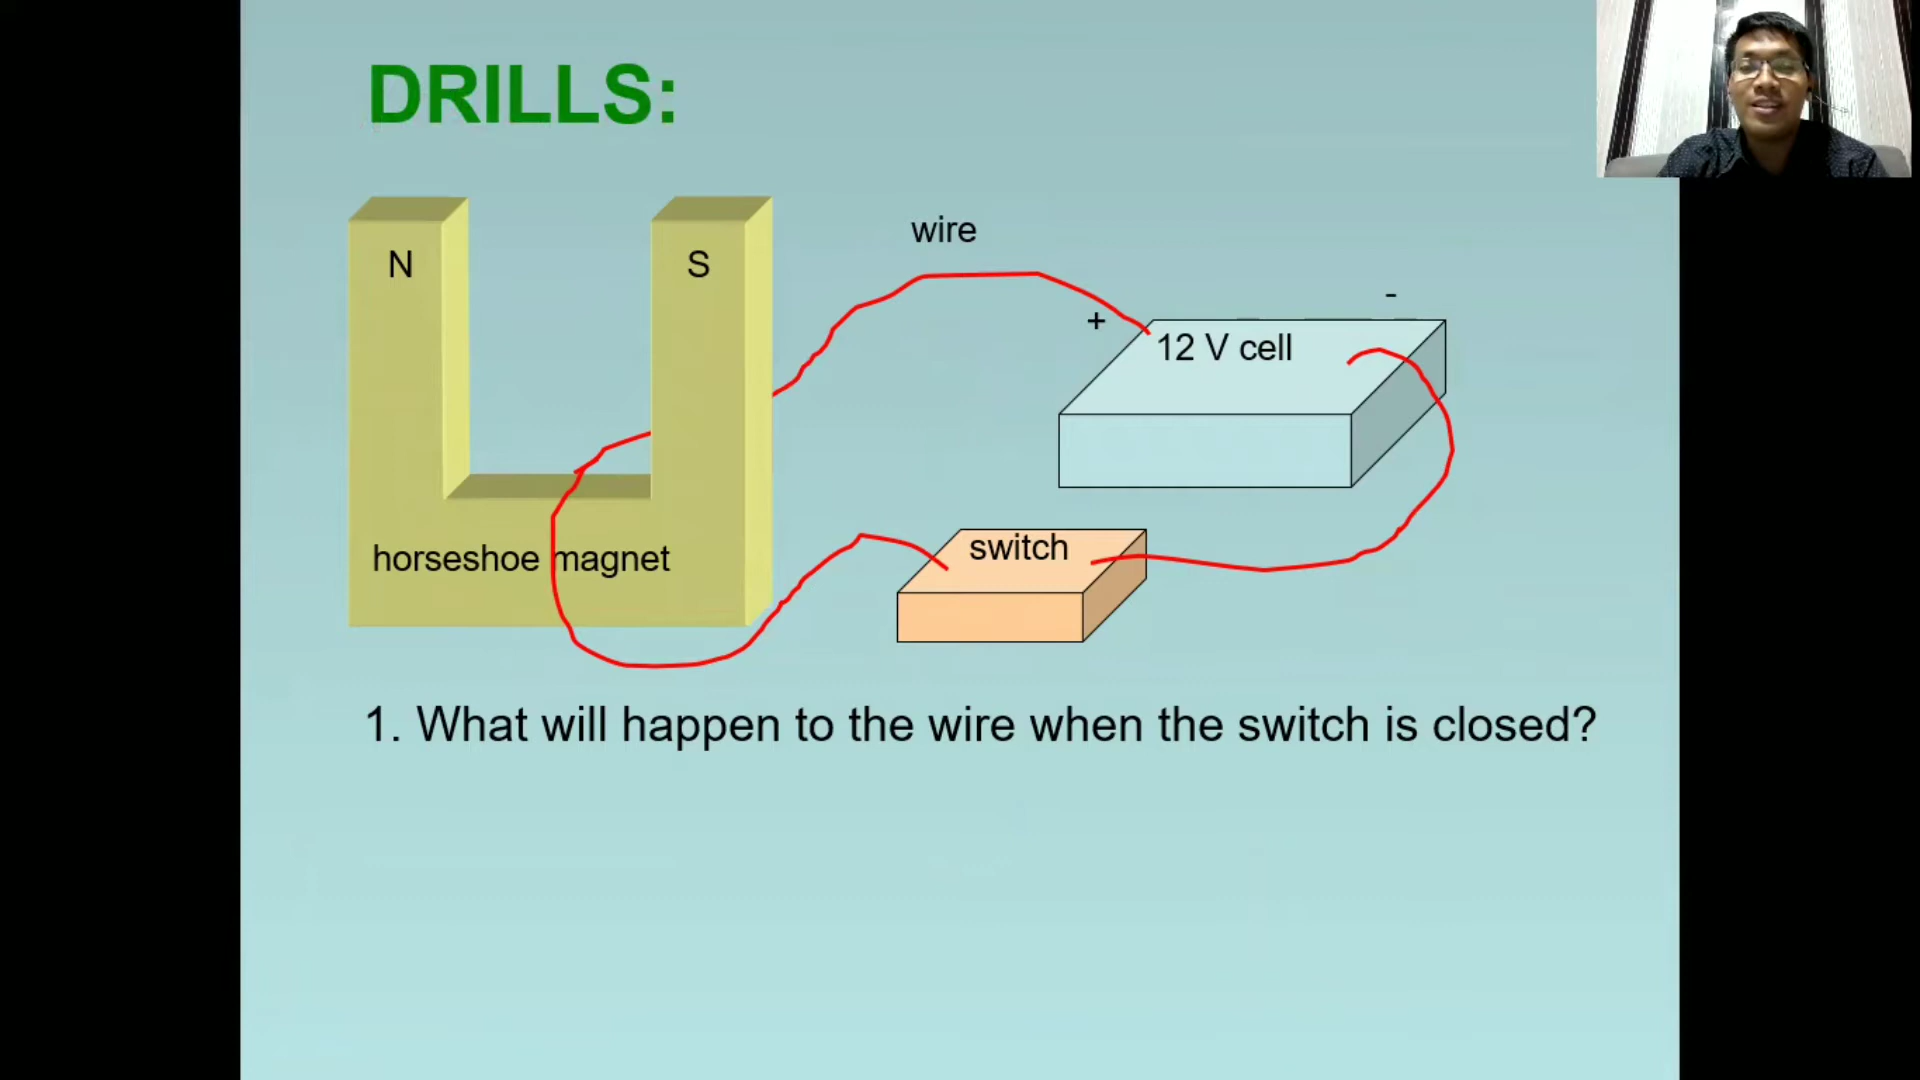 DRILLS:
N
S
wire
+
-
12 V cell
switch
horseshoe magnet
1. What will happen to the wire when the switch is closed?